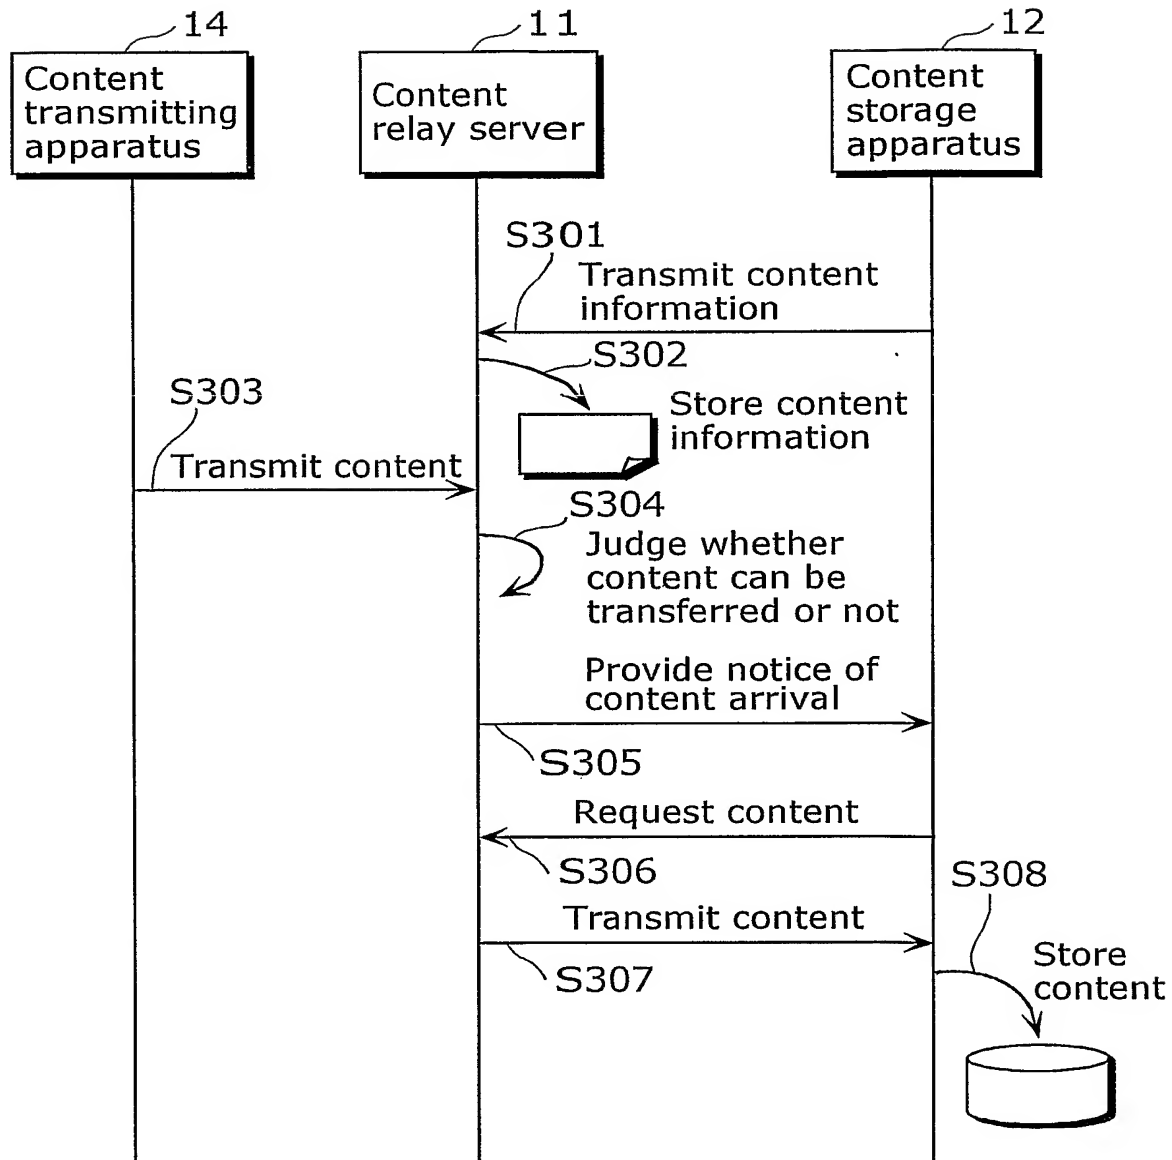 14
11
12
Content
transmitting
apparatus
Content
relay server
Content
storage
apparatus
S301
Transmit content
information
S302
Store content
information
S303
Transmit content
S304
Judge whether
content can be
transferred or not
Provide notice of
content arrival
S305
Request content
S306
Transmit content
S307
S308
Store
content